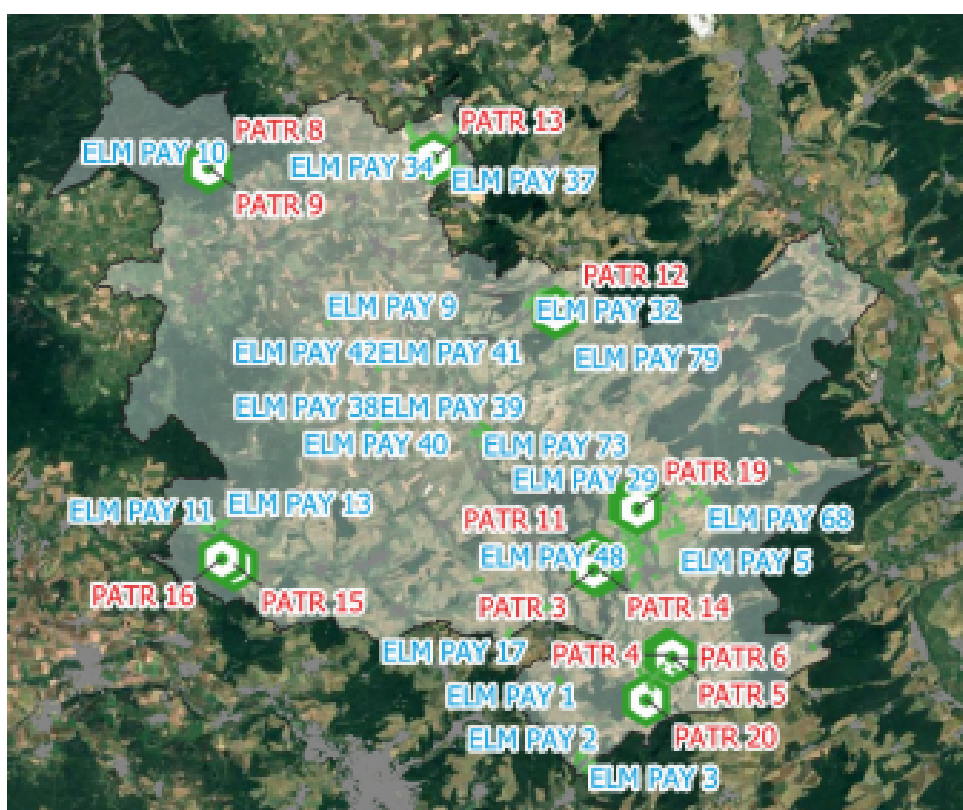 PATR 8
PATR 13
ELM PAY 10
ELM PAY 34
ELM PAY 37
PATR 9
PATR 12
ELM PAY 9
ELM PAY 32
ELM PAY 42ELM PAY 41
ELM PAY 79
ELM PAY 38ELM PAY 39
ELM PAY 40
ELM PAY 73
PATR 19
ELM PAY 29
ELM PAY 11
ELM PAY 13
PATR 11
ELM PAY 68
ELM PAY 48
ELM PAY 5
PATR 16
PATR 15
PATR 3
PATR 14
ELM PAY 17
PATR 4
PATR 6
ELM PAY 1
PATR 5
ELM PAY 2
PATR 20
ELM PAY 3